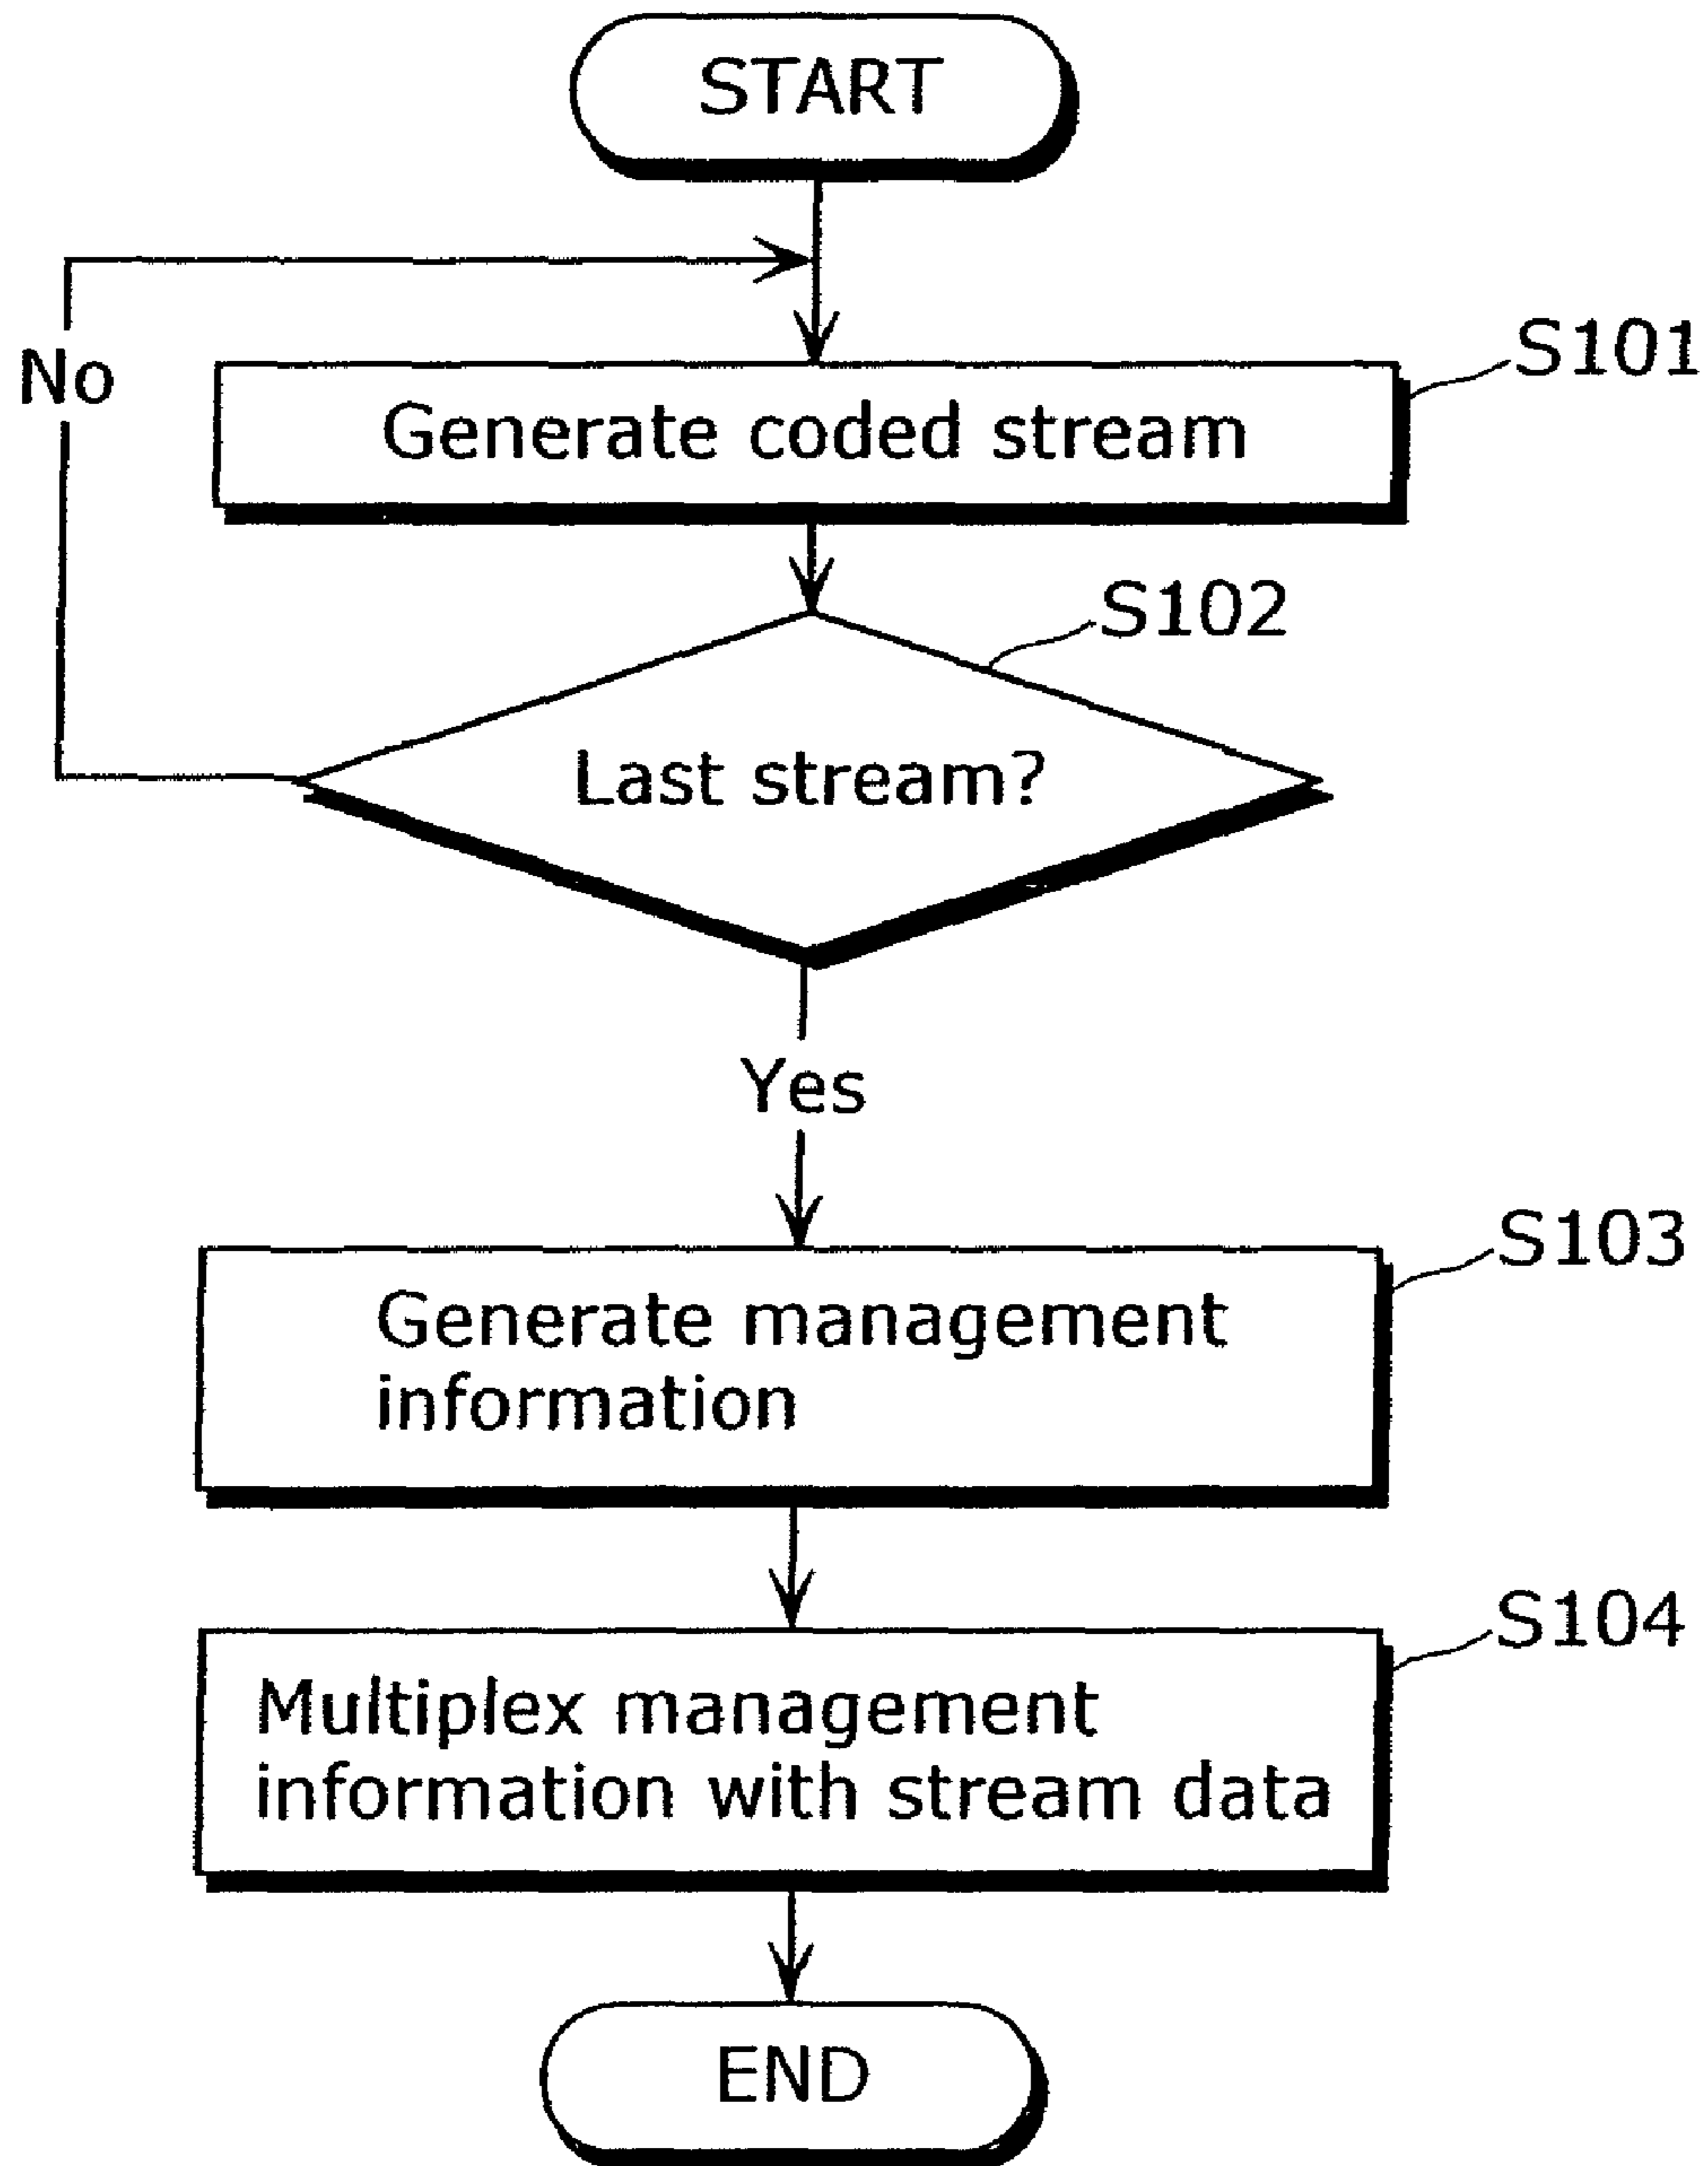 START
No
S101
Generate coded stream
S102
Last stream?
Yes
S103
Generate management
information
S104
Multiplex management
information with stream data
END